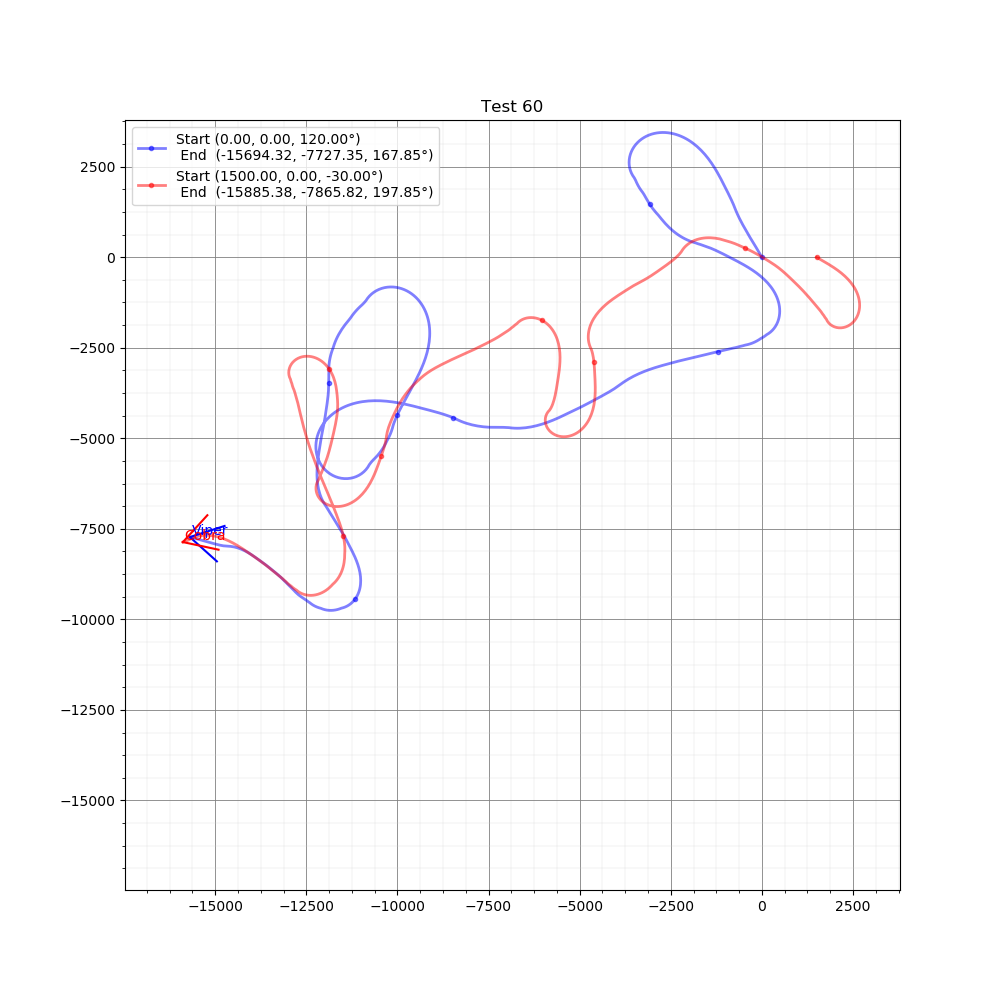 Test 60
Start (0.00, 0.00, 120.00°)
End (-15694.32, -7727.35, 167.85°)
Start (1500.00, 0.00, -30.00°)
End (-15885.38, -7865.82, 197.85°)
2500
0
−2500
−5000
−7500
−10000
−12500
−15000
Viper
Cobra
−15000 −12500 −10000 −7500 −5000 −2500 0 2500